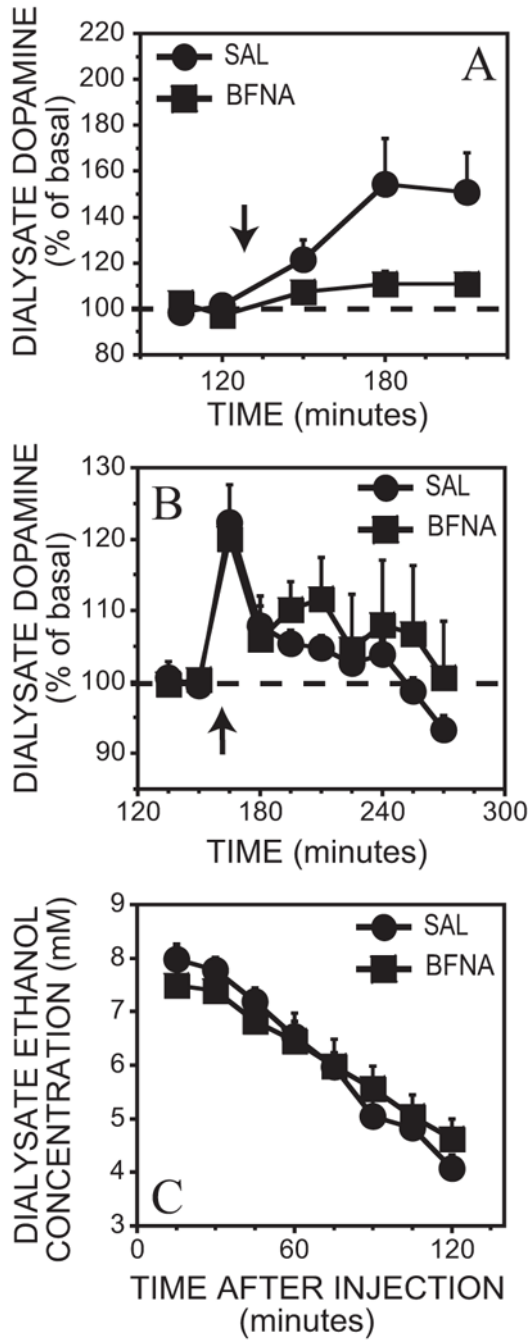 220
200
180
160
140
120
100
80
SAL
BFNA
A
DIALYSATE DOPAMINE
(% of basal)
120
180
TIME (minutes)
130
120
110
100
90
B
SAL
BFNA
DIALYSATE DOPAMINE
(% of basal)
120
180
240
300
TIME (minutes)
9
8
7
6
5
4
3
SAL
BFNA
C
DIALYSATE ETHANOL
CONCENTRATION (mM)
0
60
120
TIME AFTER INJECTION
(minutes)